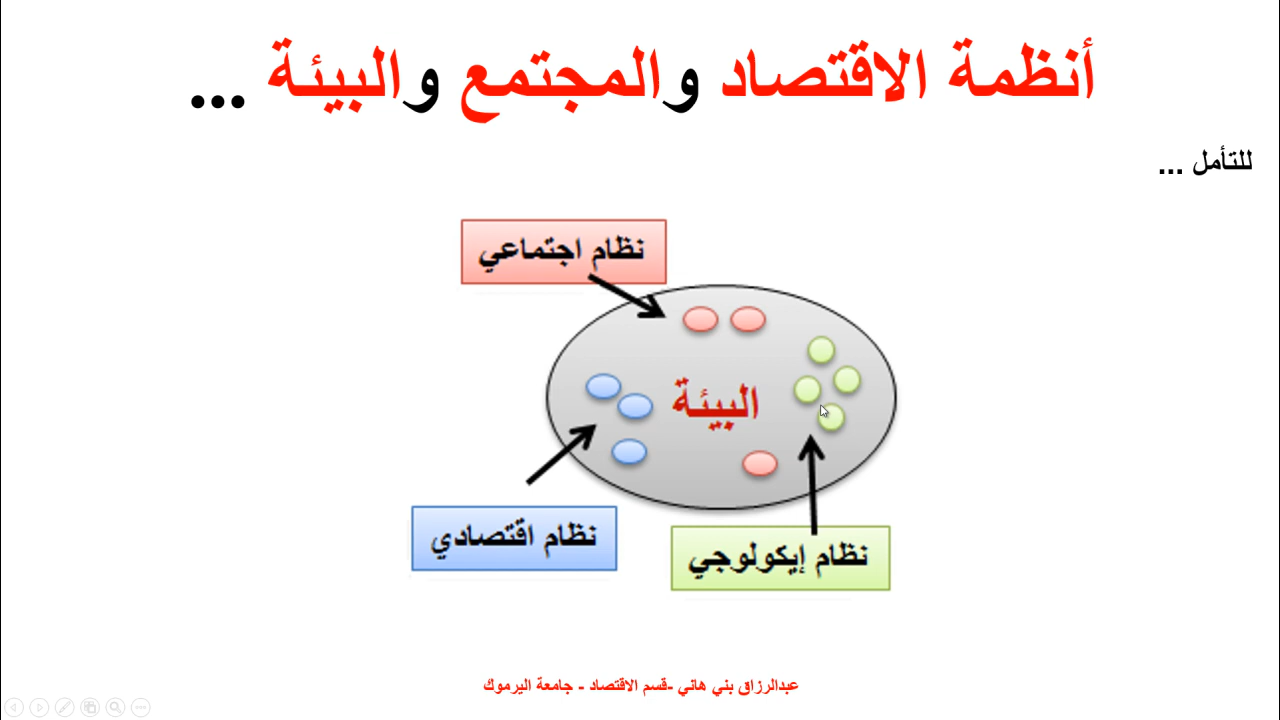 أنظمة الاقتصاد والمجتمع والبيئة ...
للتأمل ...
نظام اجتماعي
البيئة
نظام اقتصادي
نظام إيكولوجي
عبدالرزاق بني هاني -قسم الاقتصاد - جامعة اليرموك